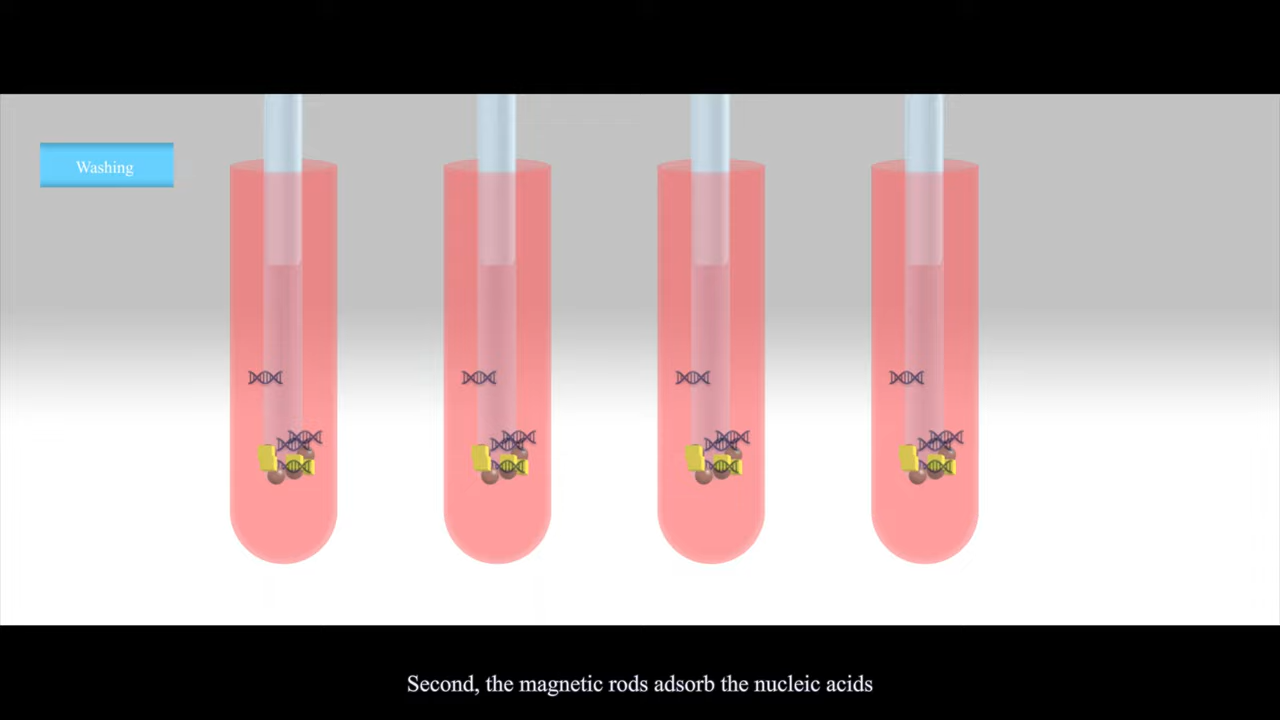 Washing
Second, the magnetic rods adsorb the nucleic acids